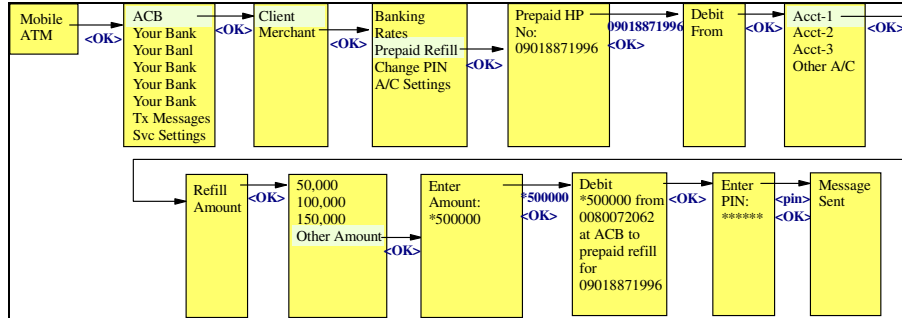 Mobile
ATM
<OK>
ACB
Your Bank
Your Banl
Your Bank
Your Bank
Your Bank
Tx Messages
Svc Settings
<OK>
Client
Merchant
<OK>
Banking
Rates
Prepaid Refill
Change PIN
A/C Settings
<OK>
Prepaid HP
No:
09018871996
09018871996
<OK>
Debit
From
<OK>
Acct-1
Acct-2
Acct-3
Other A/C
<OK>
Refill
Amount
<OK>
50,000
100,000
150,000
Other Amount
<OK>
Enter
Amount:
*500000
*500000
<OK>
Debit
*500000 from
0080072062
at ACB to
prepaid refill
for
09018871996
<OK>
Enter
PIN:
******
<pin>
<OK>
Message
Sent